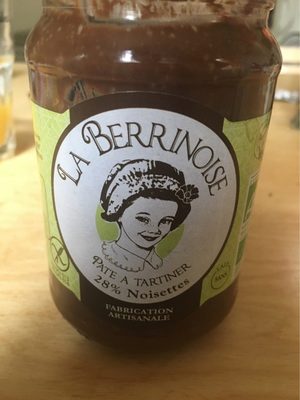 LA BERRINOISE
PATE A TARTINER
28% Noisettes
FABRICATION
ARTISANALE